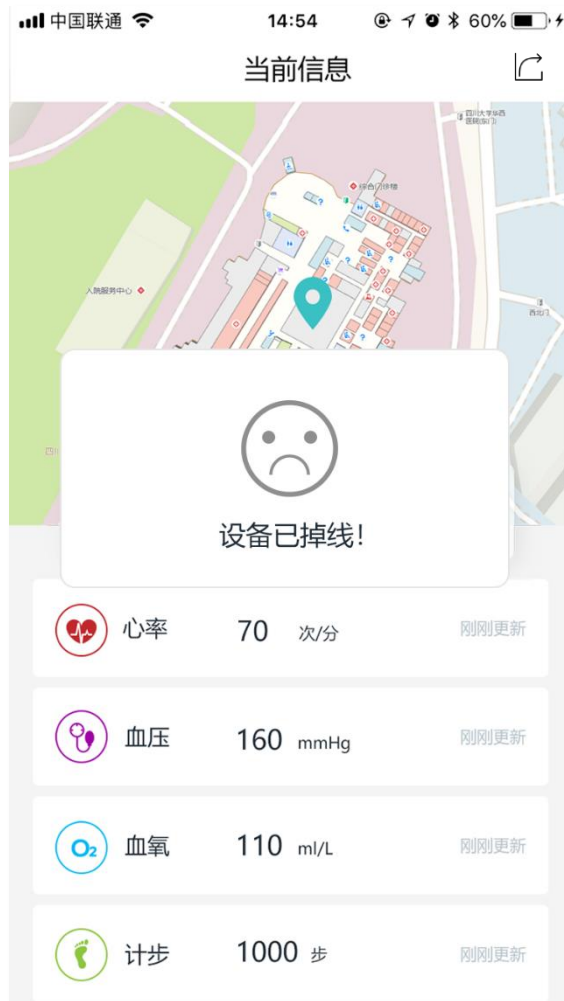 中国联通 14:54 60%
当前信息
四川大学华西
医院(东门)
综合门诊楼
入院服务中心
西北门
四川
设备已掉线!
心率 70 次/分 刚刚更新
血压 160 mmHg 刚刚更新
O₂ 血氧 110 ml/L 刚刚更新
计步 1000 步 刚刚更新